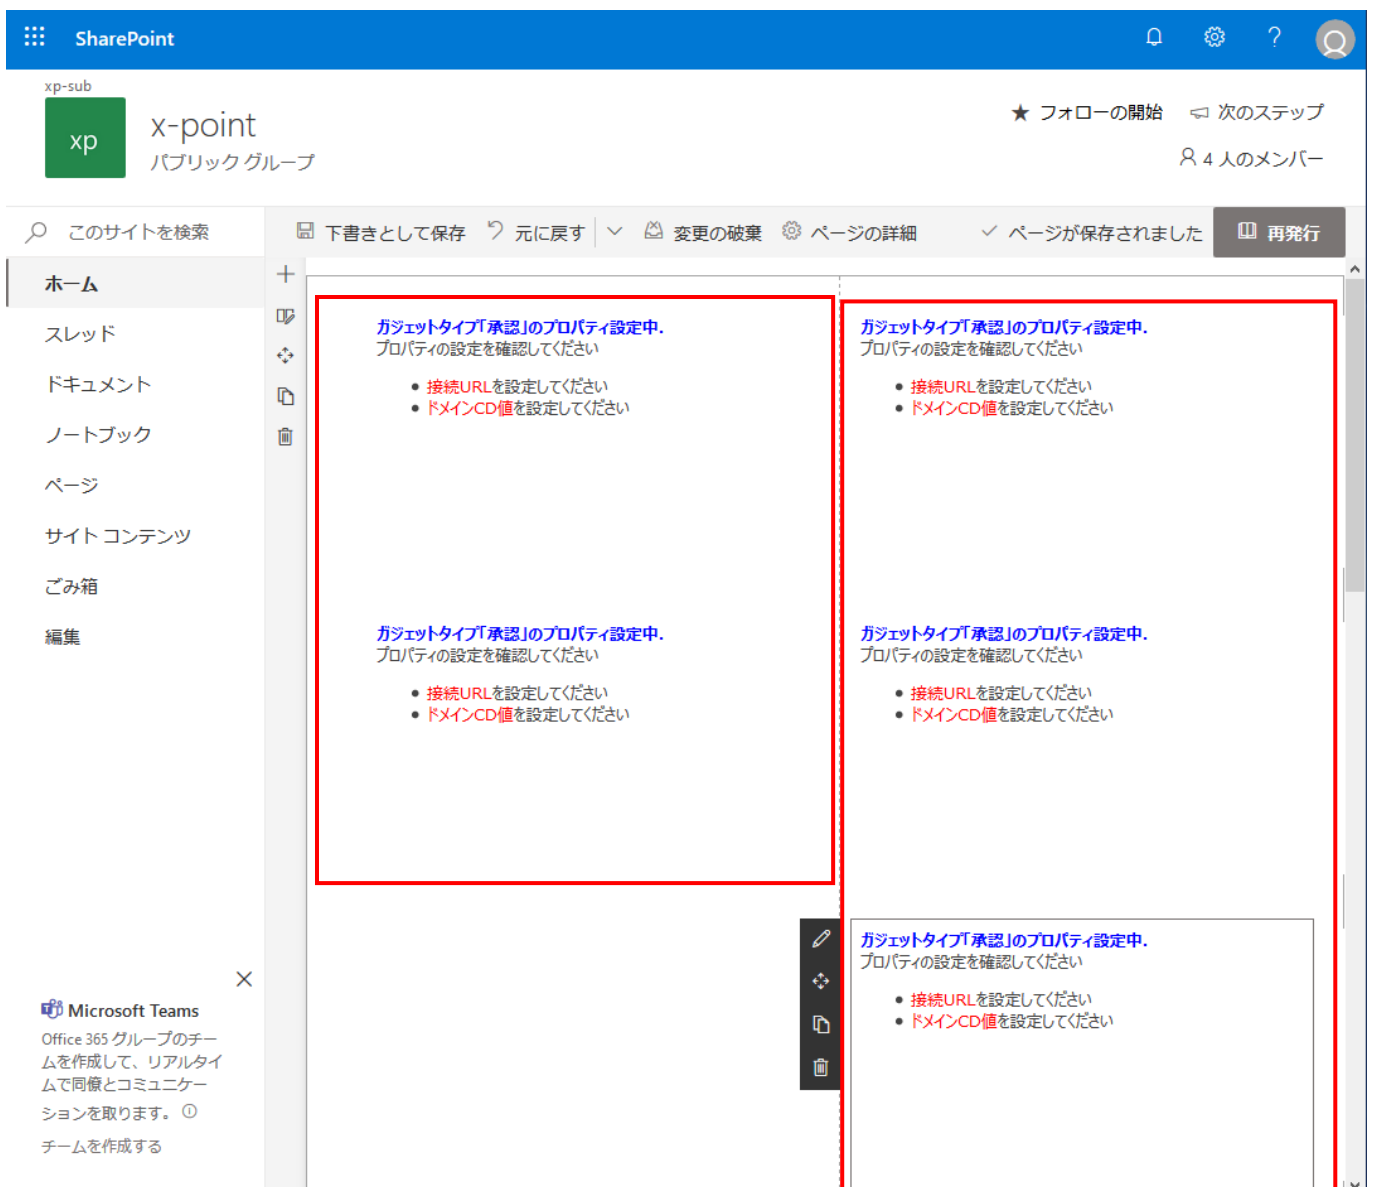 SharePoint
xp-sub
xp
x-point
パブリック グループ
★ フォローの開始
次のステップ
4 人のメンバー
このサイトを検索
下書きとして保存
元に戻す
変更の破棄
ページの詳細
ページが保存されました
再発行
ホーム
スレッド
ドキュメント
ノートブック
ページ
サイト コンテンツ
ごみ箱
編集
ガジェットタイプ「承認」のプロパティ設定中.
プロパティの設定を確認してください
• 接続URLを設定してください
• ドメインCD値を設定してください
ガジェットタイプ「承認」のプロパティ設定中.
プロパティの設定を確認してください
• 接続URLを設定してください
• ドメインCD値を設定してください
ガジェットタイプ「承認」のプロパティ設定中.
プロパティの設定を確認してください
• 接続URLを設定してください
• ドメインCD値を設定してください
ガジェットタイプ「承認」のプロパティ設定中.
プロパティの設定を確認してください
• 接続URLを設定してください
• ドメインCD値を設定してください
ガジェットタイプ「承認」のプロパティ設定中.
プロパティの設定を確認してください
• 接続URLを設定してください
• ドメインCD値を設定してください
Microsoft Teams
Office 365 グループのチー
ムを作成して、リアルタイ
ムで同僚とコミュニケー
ションを取ります。
チームを作成する